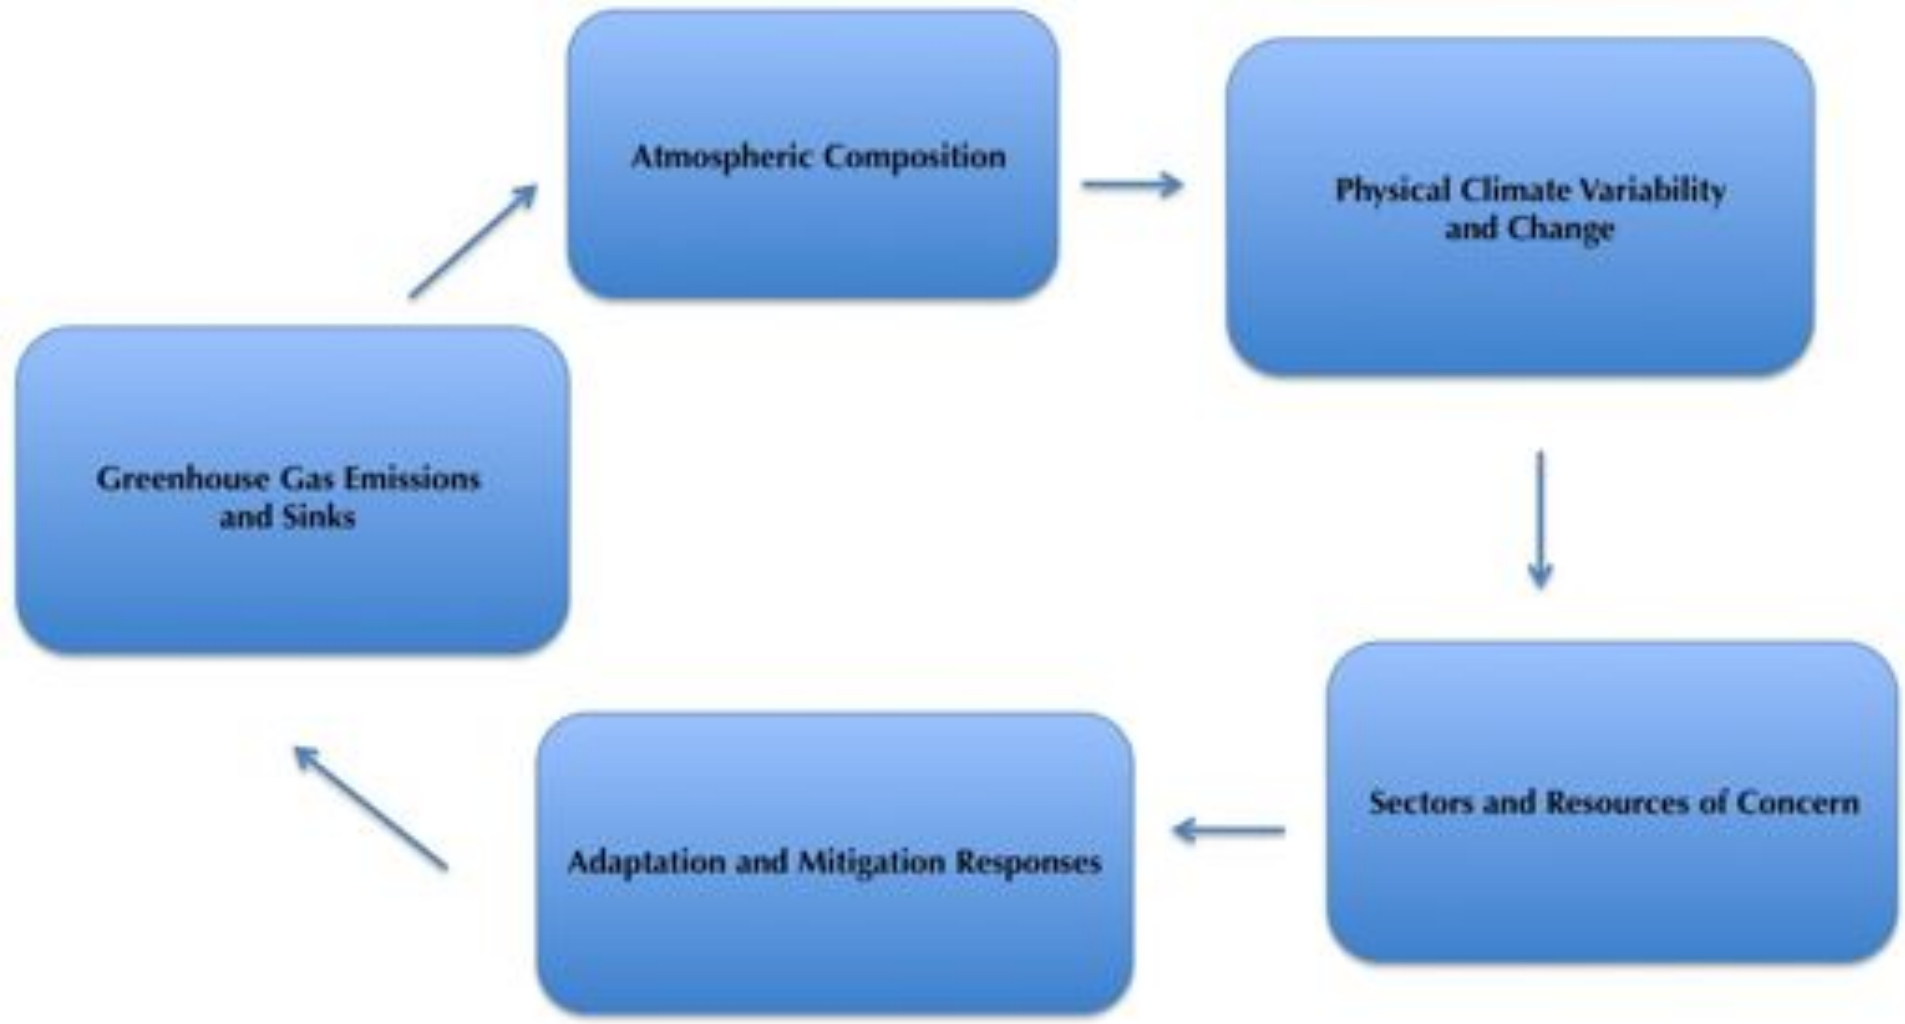 Atmospheric Composition
Physical Climate Variability
and Change
Greenhouse Gas Emissions
and Sinks
Sectors and Resources of Concern
Adaptation and Mitigation Responses